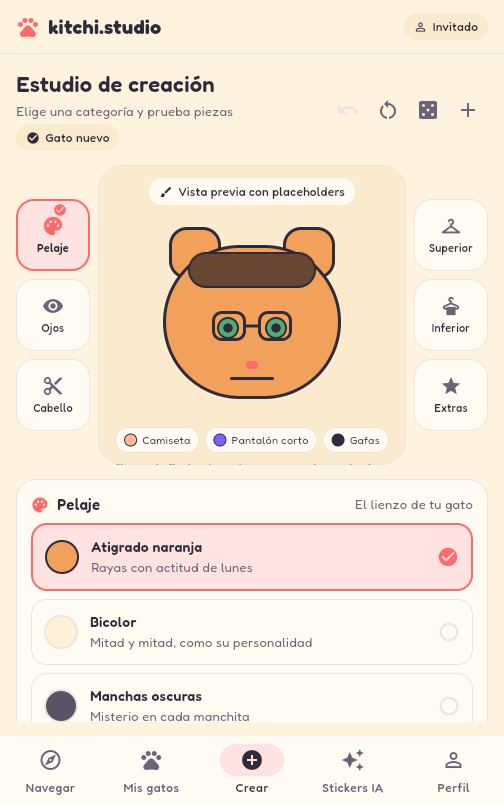 kitchi.studio
Invitado
Estudio de creación
Elige una categoría y prueba piezas
Gato nuevo
Vista previa con placeholders
Pelaje
Ojos
Cabello
Superior
Inferior
Extras
Camiseta
Pantalón corto
Gafas
Pelaje
El lienzo de tu gato
Atigrado naranja
Rayas con actitud de lunes
Bicolor
Mitad y mitad, como su personalidad
Manchas oscuras
Misterio en cada manchita
Navegar
Mis gatos
Crear
Stickers IA
Perfil